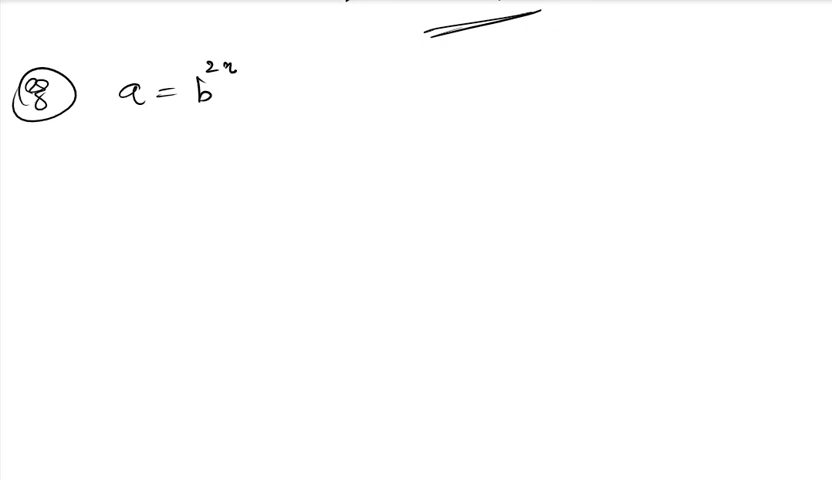 (8) a = b^{2x}